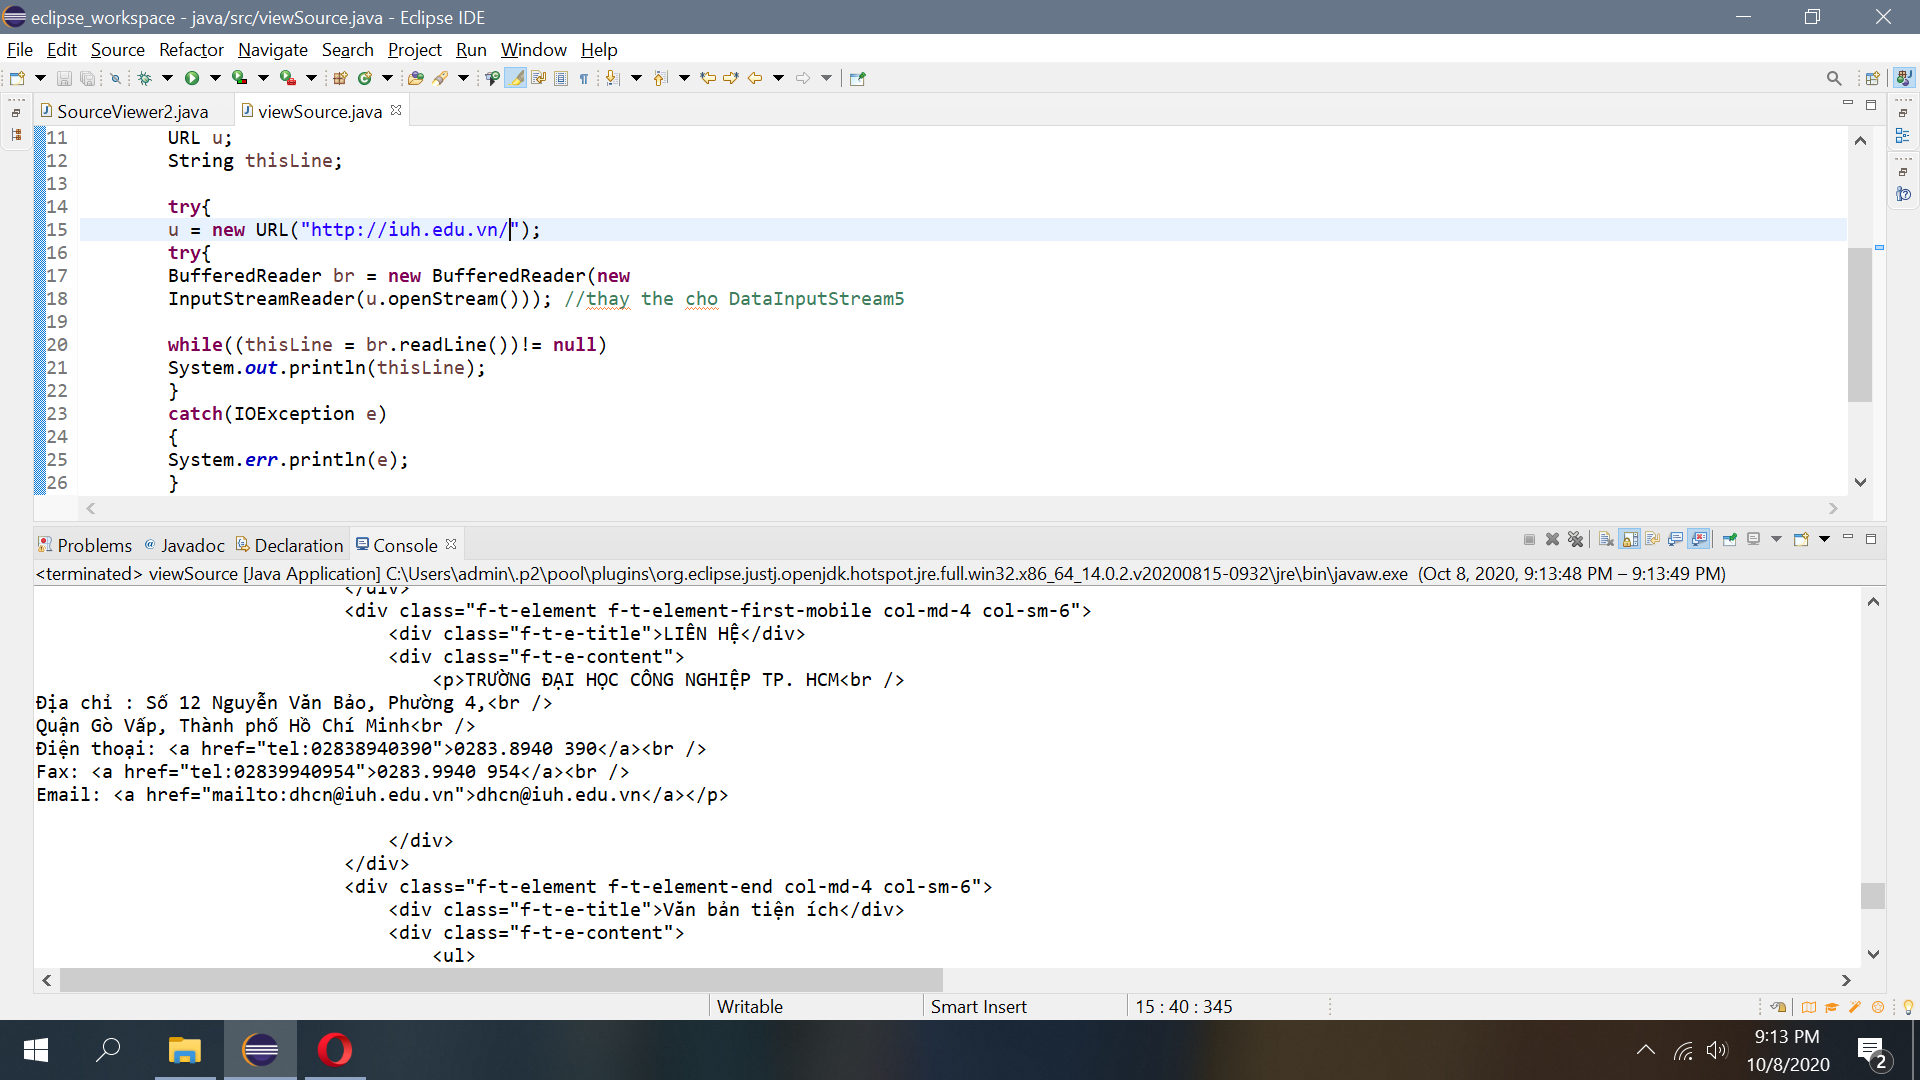 eclipse_workspace - java/src/viewSource.java - Eclipse IDE
File Edit Source Refactor Navigate Search Project Run Window Help
SourceViewer2.java viewSource.java
11 URL u;
12 String thisLine;
13
14 try{
15 u = new URL("http://iuh.edu.vn/");
16 try{
17 BufferedReader br = new BufferedReader(new
18 InputStreamReader(u.openStream())); //thay the cho DataInputStream5
19
20 while((thisLine = br.readLine())!= null)
21 System.out.println(thisLine);
22 }
23 catch(IOException e)
24 {
25 System.err.println(e);
26 }
Problems Javadoc Declaration Console
<terminated> viewSource [Java Application] C:\Users\admin\.p2\pool\plugins\org.eclipse.justj.openjdk.hotspot.jre.full.win32.x86_64_14.0.2.v20200815-0932\jre\bin\javaw.exe (Oct 8, 2020, 9:13:48 PM – 9:13:49 PM)
</div>
<div class="f-t-element f-t-element-first-mobile col-md-4 col-sm-6">
<div class="f-t-e-title">LIÊN HỆ</div>
<div class="f-t-e-content">
<p>TRƯỜNG ĐẠI HỌC CÔNG NGHIỆP TP. HCM<br />
Địa chỉ : Số 12 Nguyễn Văn Bảo, Phường 4,<br />
Quận Gò Vấp, Thành phố Hồ Chí Minh<br />
Điện thoại: <a href="tel:02838940390">0283.8940 390</a><br />
Fax: <a href="tel:02839940954">0283.9940 954</a><br />
Email: <a href="mailto:dhcn@iuh.edu.vn">dhcn@iuh.edu.vn</a></p>
</div>
</div>
<div class="f-t-element f-t-element-end col-md-4 col-sm-6">
<div class="f-t-e-title">Văn bản tiện ích</div>
<div class="f-t-e-content">
<ul>
Writable Smart Insert 15 : 40 : 345
9:13 PM
10/8/2020
2